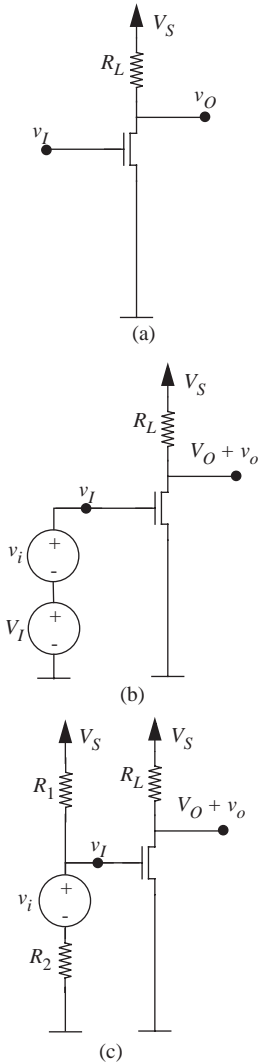 V_S
R_L
v_O
v_I
(a)
V_S
R_L
V_O + v_o
v_I
v_i
+
-
V_I
+
-
(b)
V_S
V_S
R_1
R_L
V_O + v_o
v_I
v_i
+
-
R_2
(c)